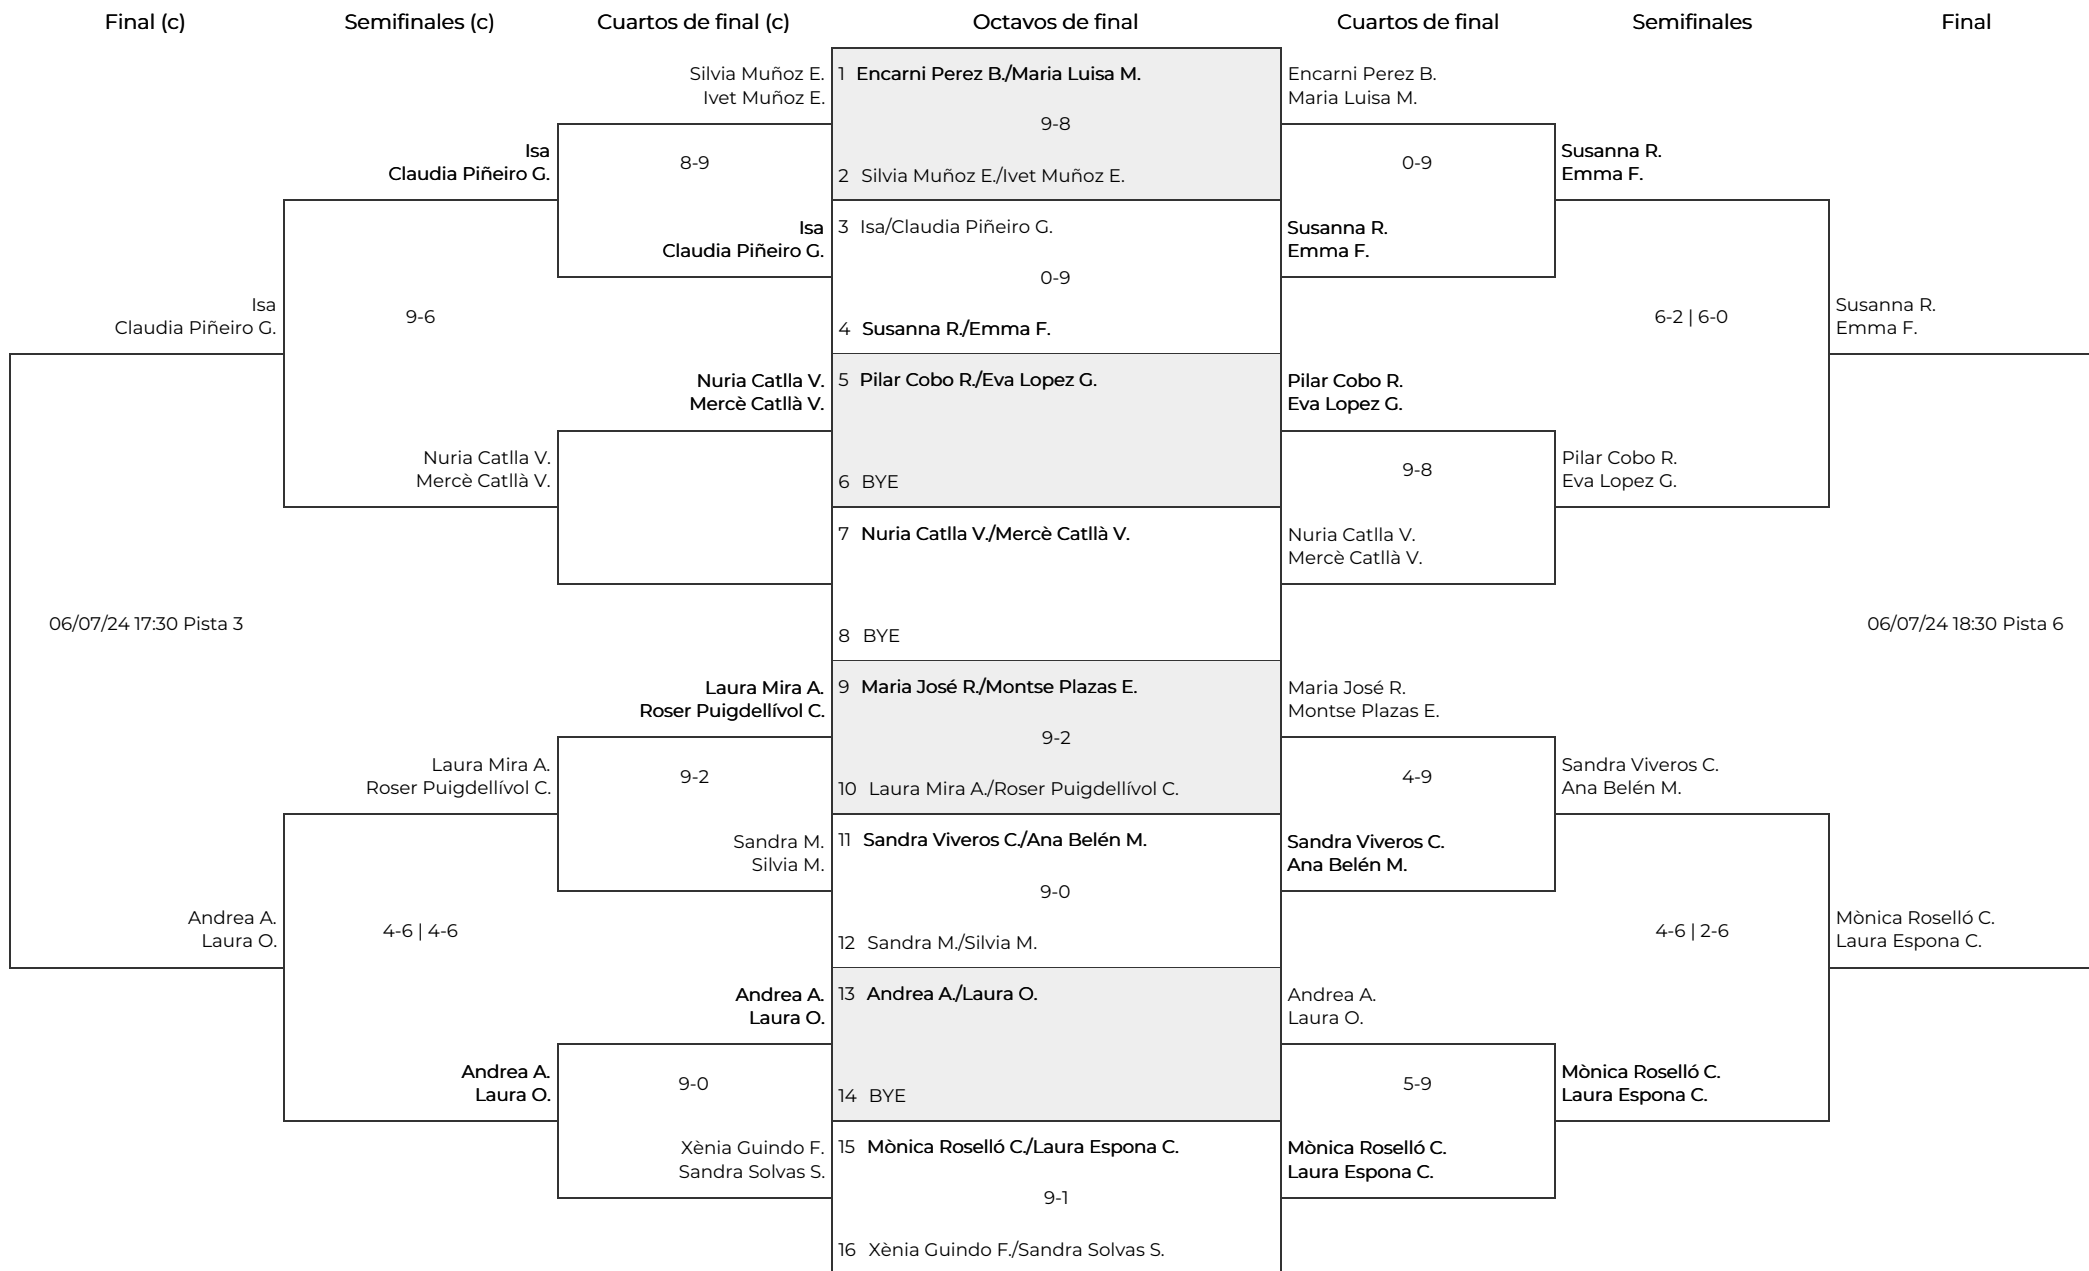 Final (c)
Semifinales (c)
Cuartos de final (c)
Octavos de final
Cuartos de final
Semifinales
Final
Isa
Claudia Piñeiro G.
06/07/24 17:30 Pista 3
Andrea A.
Laura O.
Isa
Claudia Piñeiro G.
9-6
Nuria Catlla V.
Mercè Catllà V.
Laura Mira A.
Roser Puigdellívol C.
4-6 | 4-6
Andrea A.
Laura O.
Silvia Muñoz E.
Ivet Muñoz E.
8-9
Isa
Claudia Piñeiro G.
Nuria Catlla V.
Mercè Catllà V.
Laura Mira A.
Roser Puigdellívol C.
9-2
Sandra M.
Silvia M.
Andrea A.
Laura O.
9-0
Xènia Guindo F.
Sandra Solvas S.
1 Encarni Perez B./Maria Luisa M.
9-8
2 Silvia Muñoz E./Ivet Muñoz E.
3 Isa/Claudia Piñeiro G.
0-9
4 Susanna R./Emma F.
5 Pilar Cobo R./Eva Lopez G.
6 BYE
7 Nuria Catlla V./Mercè Catllà V.
8 BYE
9 Maria José R./Montse Plazas E.
9-2
10 Laura Mira A./Roser Puigdellívol C.
11 Sandra Viveros C./Ana Belén M.
9-0
12 Sandra M./Silvia M.
13 Andrea A./Laura O.
14 BYE
15 Mònica Roselló C./Laura Espona C.
9-1
16 Xènia Guindo F./Sandra Solvas S.
Encarni Perez B.
Maria Luisa M.
0-9
Susanna R.
Emma F.
Pilar Cobo R.
Eva Lopez G.
9-8
Nuria Catlla V.
Mercè Catllà V.
Maria José R.
Montse Plazas E.
4-9
Sandra Viveros C.
Ana Belén M.
Andrea A.
Laura O.
5-9
Mònica Roselló C.
Laura Espona C.
Susanna R.
Emma F.
6-2 | 6-0
Pilar Cobo R.
Eva Lopez G.
Sandra Viveros C.
Ana Belén M.
4-6 | 2-6
Mònica Roselló C.
Laura Espona C.
Susanna R.
Emma F.
06/07/24 18:30 Pista 6
Mònica Roselló C.
Laura Espona C.